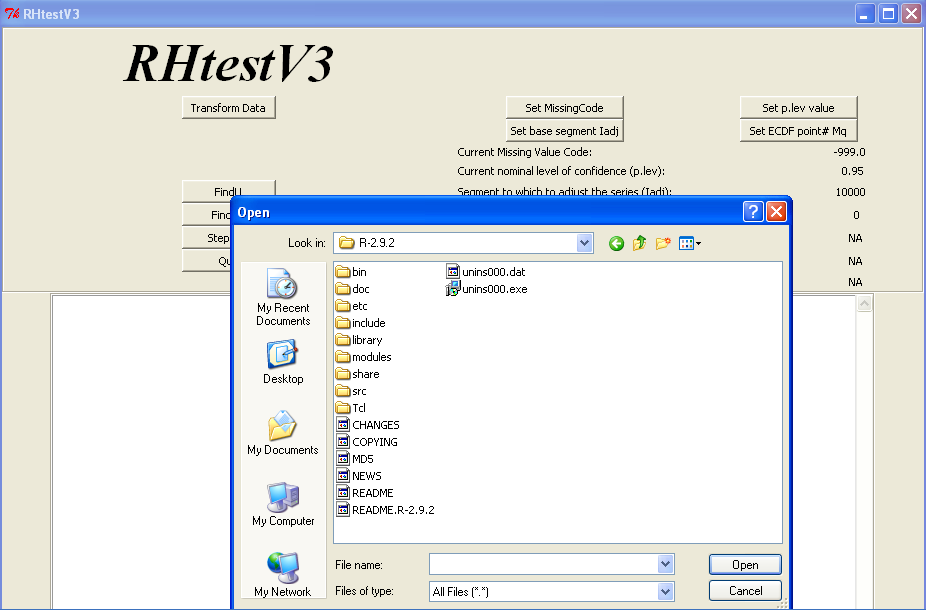 RHtestV3
RHtestV3
Transform Data
Set MissingCode
Set p.lev value
Set base segment Iadj
Set ECDF point# Mq
Current Missing Value Code:
-999.0
Current nominal level of confidence (p.lev):
0.95
FindU
Segment to which to adjust the series (Iadj):
10000
Find
0
Step
NA
Qu
NA
NA
Open
Look in:
R-2.9.2
My Recent
Documents
Desktop
My Documents
My Computer
My Network
bin
doc
etc
include
library
modules
share
src
Tcl
CHANGES
COPYING
MD5
NEWS
README
README.R-2.9.2
unins000.dat
unins000.exe
File name:
Open
Files of type:
All Files (*.*)
Cancel